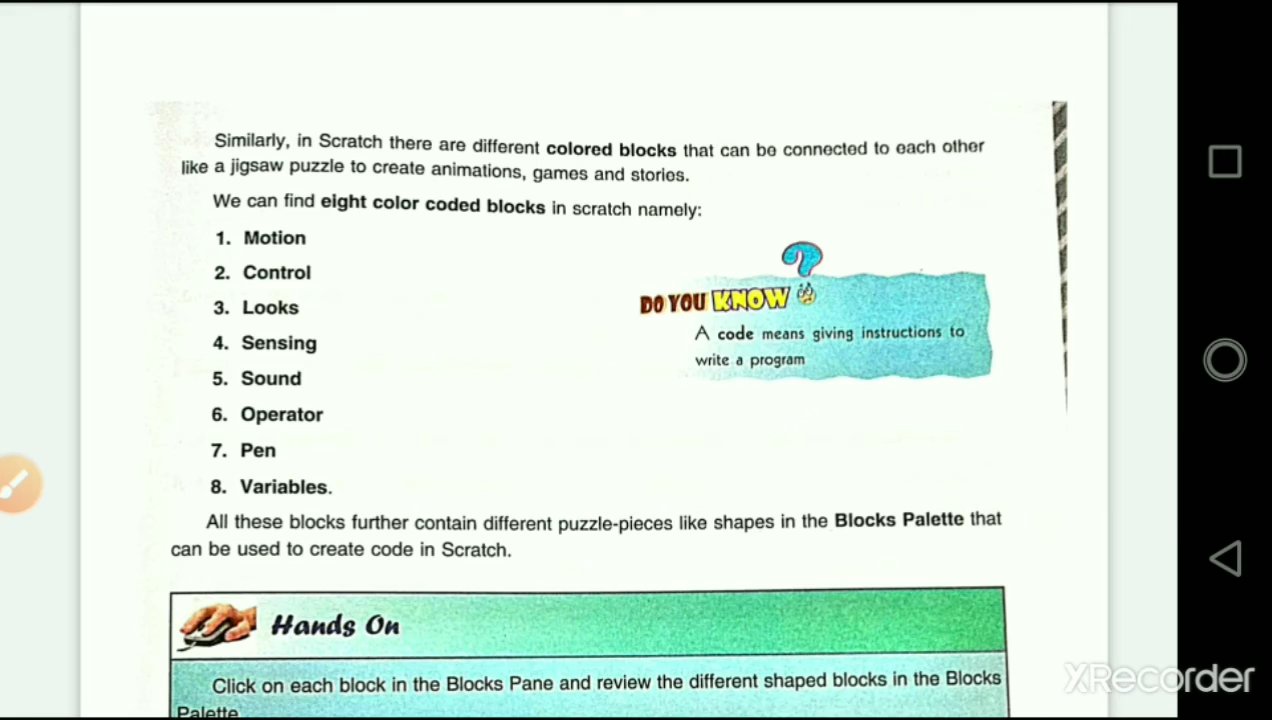 Similarly, in Scratch there are different colored blocks that can be connected to each other
like a jigsaw puzzle to create animations, games and stories.
We can find eight color coded blocks in scratch namely:
1. Motion
2. Control
3. Looks
4. Sensing
5. Sound
6. Operator
7. Pen
8. Variables.
?
DO YOU KNOW
A code means giving instructions to
write a program
All these blocks further contain different puzzle-pieces like shapes in the Blocks Palette that
can be used to create code in Scratch.
Hands On
Click on each block in the Blocks Pane and review the different shaped blocks in the Blocks
Palette
XRecorder